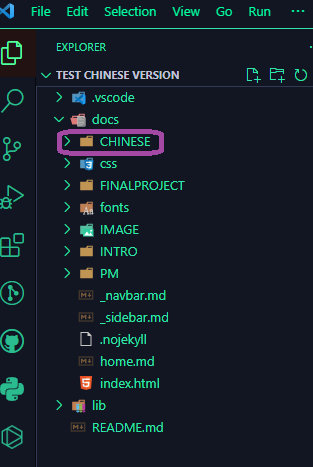 File Edit Selection View Go Run ...
EXPLORER
TEST CHINESE VERSION
.vscode
docs
CHINESE
css
FINALPROJECT
fonts
IMAGE
INTRO
PM
_navbar.md
_sidebar.md
.nojekyll
home.md
index.html
lib
README.md